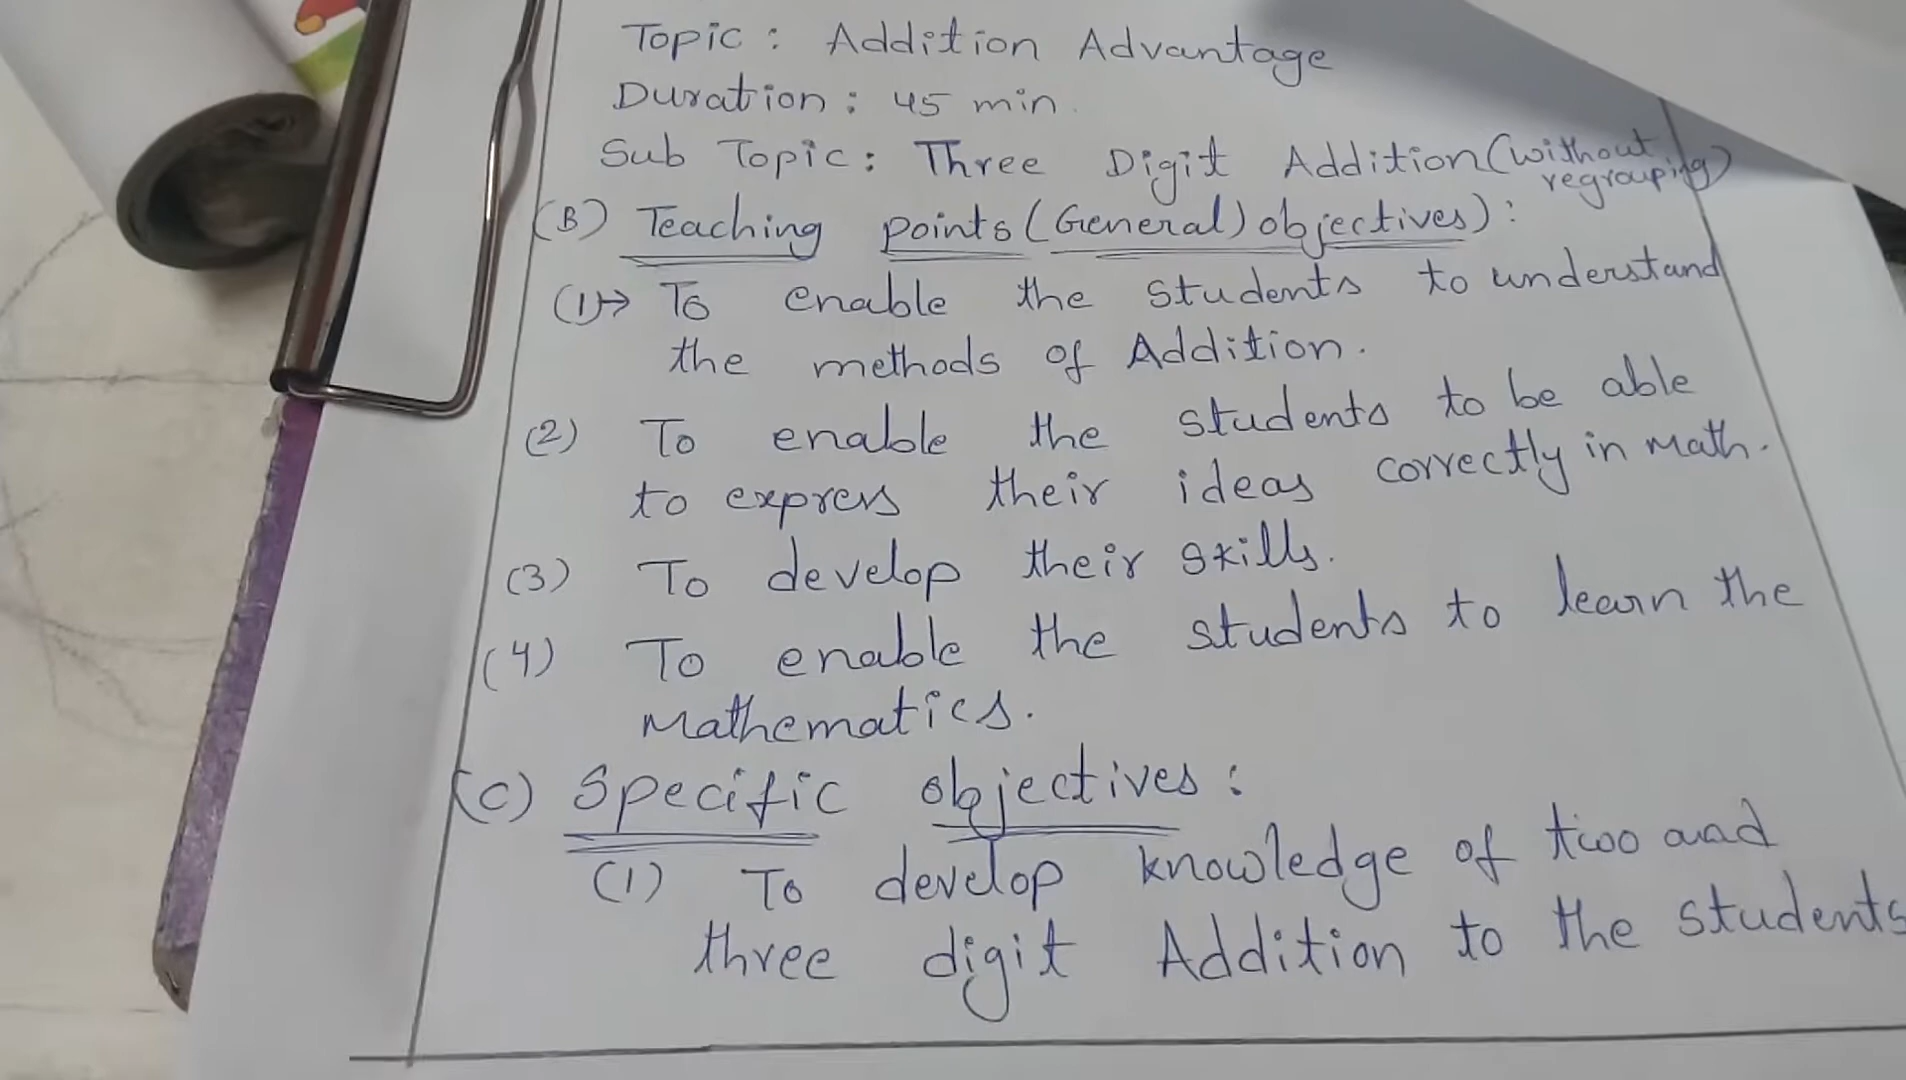 Topic : Addition Advantage
Duration : 45 min.
Sub Topic : Three Digit Addition (without
regrouping)
(B) Teaching points (General) objectives) :
(1)→ To enable the students to understand
the methods of Addition.
(2) To enable the students to be able
to express their ideas correctly in math.
(3) To develop their skills.
(4) To enable the students to learn the
Mathematics.
(C) Specific objectives :
(1) To develop knowledge of two and
three digit Addition to the students